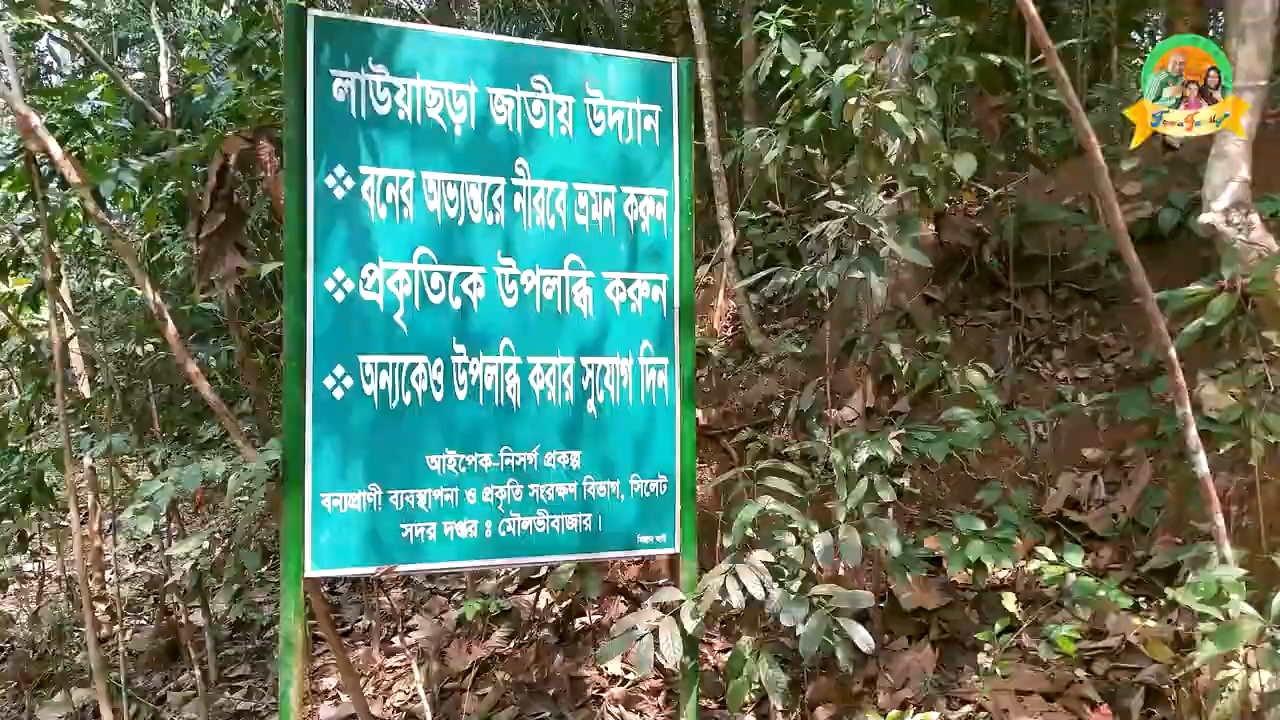 লাউয়াছড়া জাতীয় উদ্যান
❖ বনের অভ্যন্তরে নীরবে ভ্রমন করুন
❖ প্রকৃতিকে উপলব্ধি করুন
❖ অন্যকেও উপলব্ধি করার সুযোগ দিন
আইপেক-নিসর্গ প্রকল্প
বন্যপ্রাণী ব্যবস্থাপনা ও প্রকৃতি সংরক্ষণ বিভাগ, সিলেট
সদর দপ্তর ঃ মৌলভীবাজার।